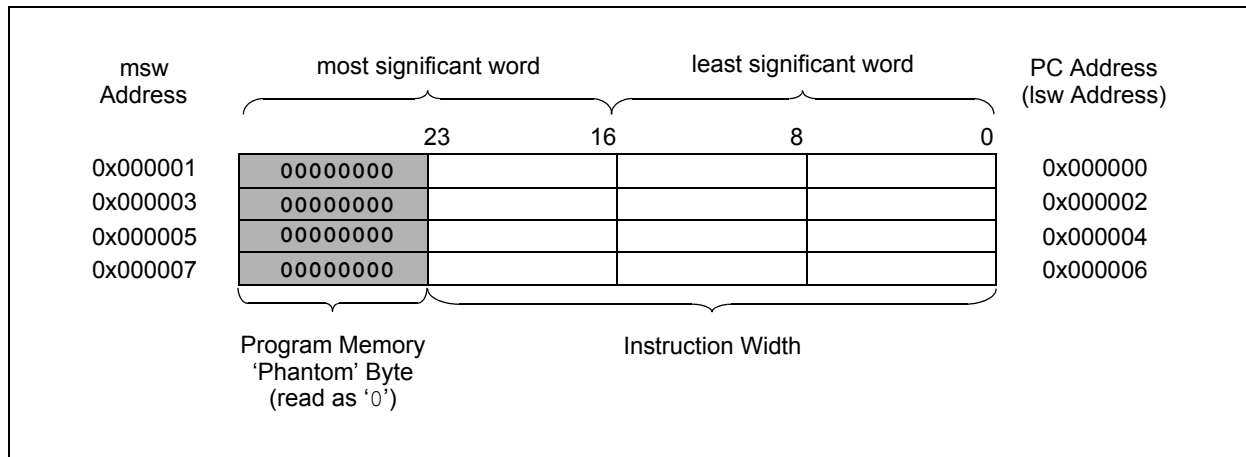 msw
Address
most significant word
least significant word
PC Address
(lsw Address)
23 16 8 0
0x000001 00000000 0x000000
0x000003 00000000 0x000002
0x000005 00000000 0x000004
0x000007 00000000 0x000006
Program Memory
‘Phantom’ Byte
(read as ‘0’)
Instruction Width